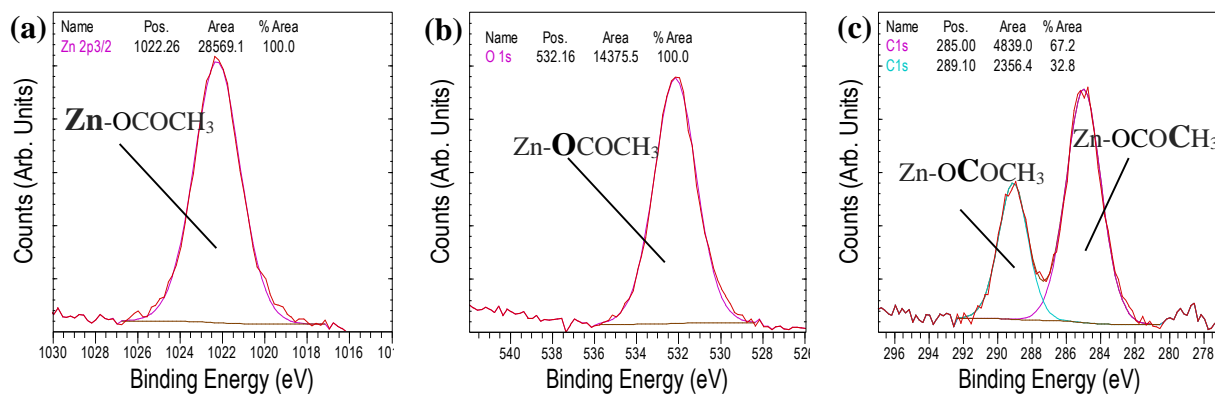 (a)
Name Pos. Area % Area
Zn 2p3/2 1022.26 28569.1 100.0
Zn-OCOCH₃
Counts (Arb. Units)
1030 1028 1026 1024 1022 1020 1018 1016
Binding Energy (eV)
(b)
Name Pos. Area % Area
O 1s 532.16 14375.5 100.0
Zn-OCOCH₃
Counts (Arb. Units)
540 538 536 534 532 530 528
Binding Energy (eV)
(c)
Name Pos. Area % Area
C1s 285.00 4839.0 67.2
C1s 289.10 2356.4 32.8
Zn-OCOCH₃
Zn-OCOCH₃
Counts (Arb. Units)
296 294 292 290 288 286 284 282 280 278
Binding Energy (eV)